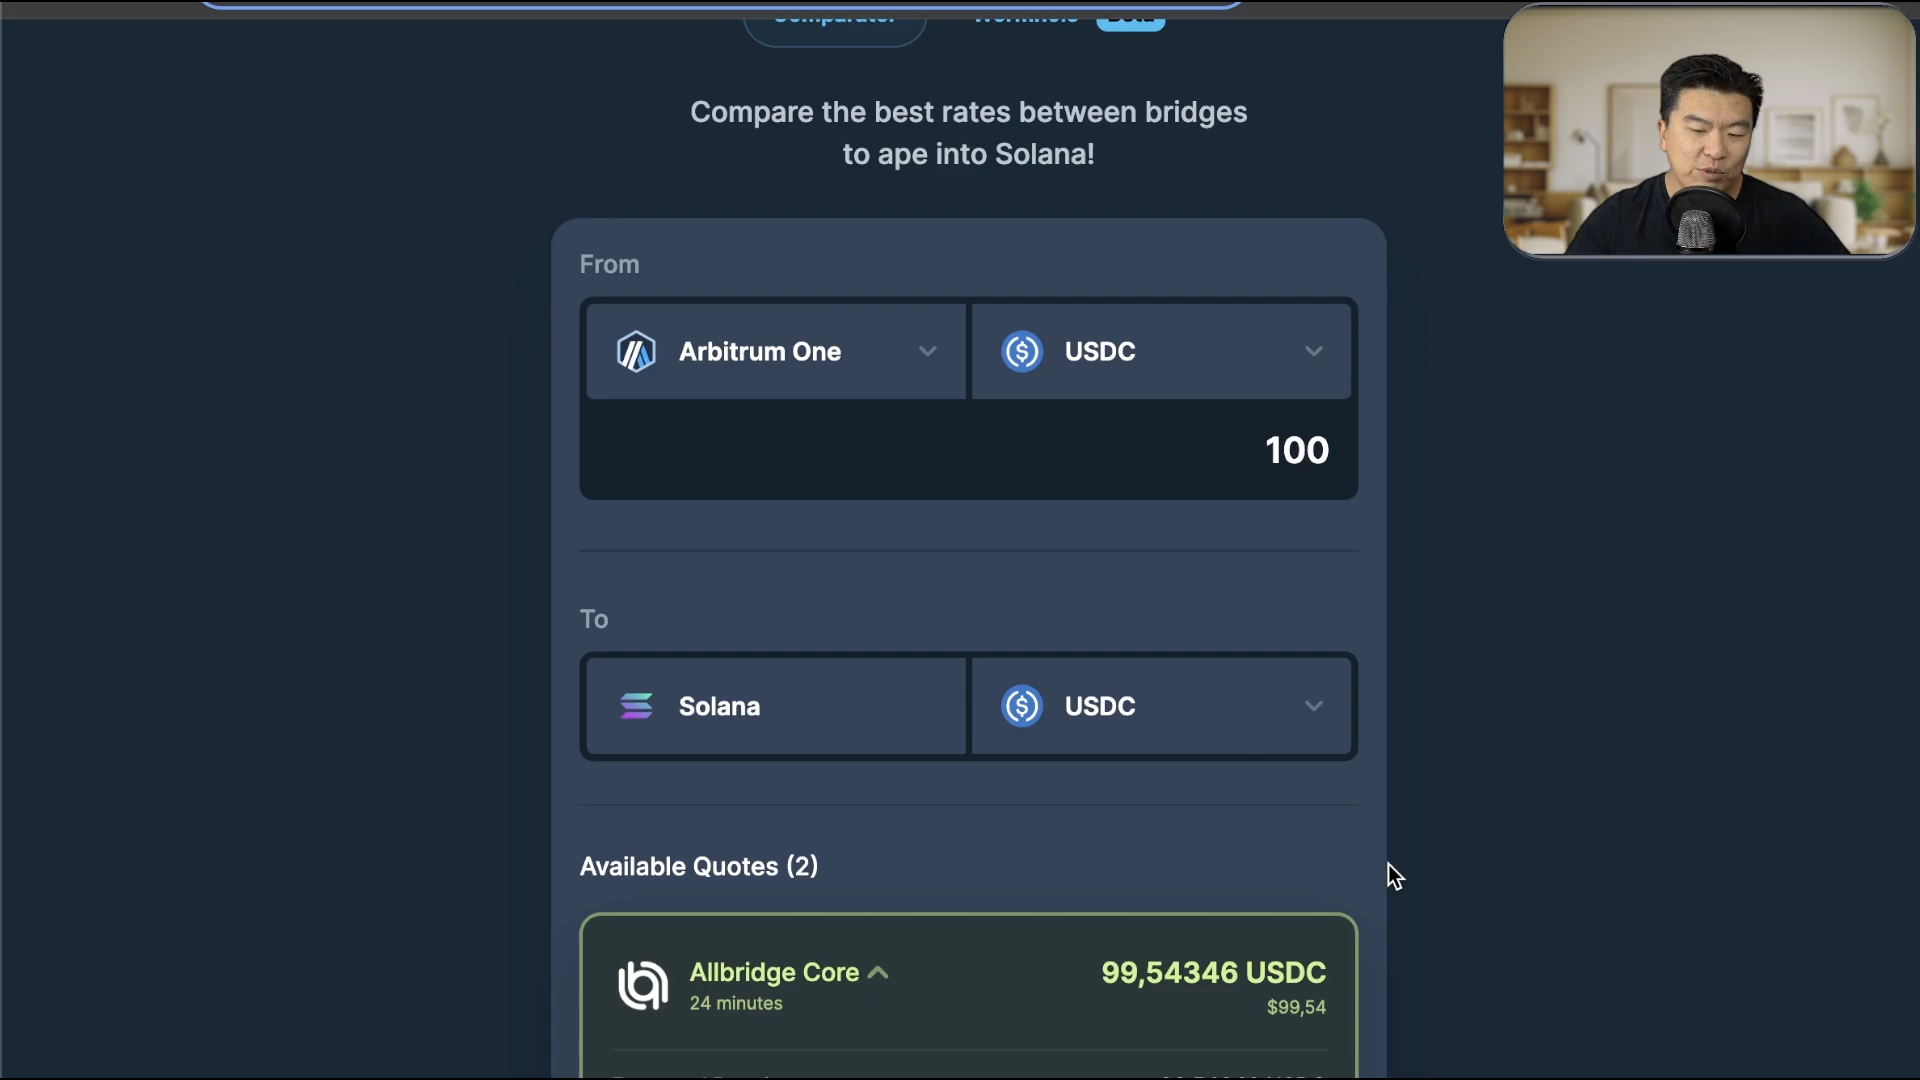 Compare the best rates between bridges
to ape into Solana!
From
Arbitrum One
USDC
100
To
Solana
USDC
Available Quotes (2)
Allbridge Core
99,54346 USDC
24 minutes
$99,54